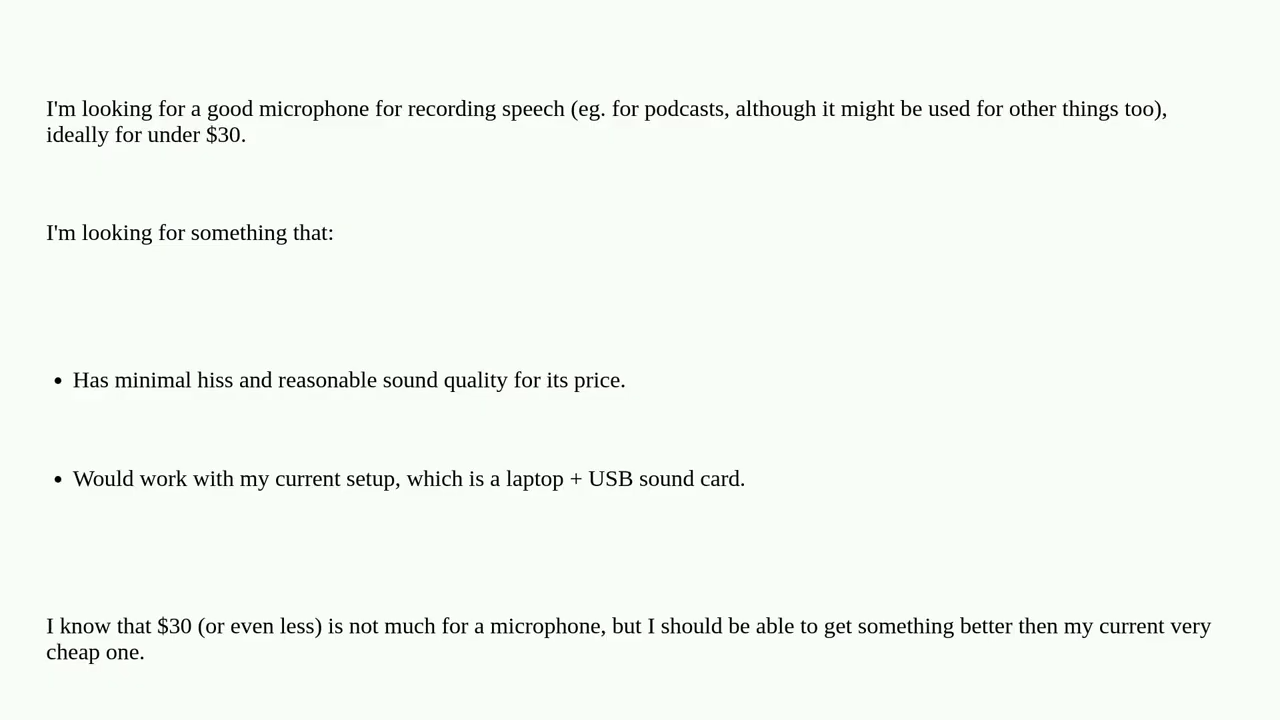 I'm looking for a good microphone for recording speech (eg. for podcasts, although it might be used for other things too),
ideally for under $30.
I'm looking for something that:
• Has minimal hiss and reasonable sound quality for its price.
• Would work with my current setup, which is a laptop + USB sound card.
I know that $30 (or even less) is not much for a microphone, but I should be able to get something better then my current very
cheap one.